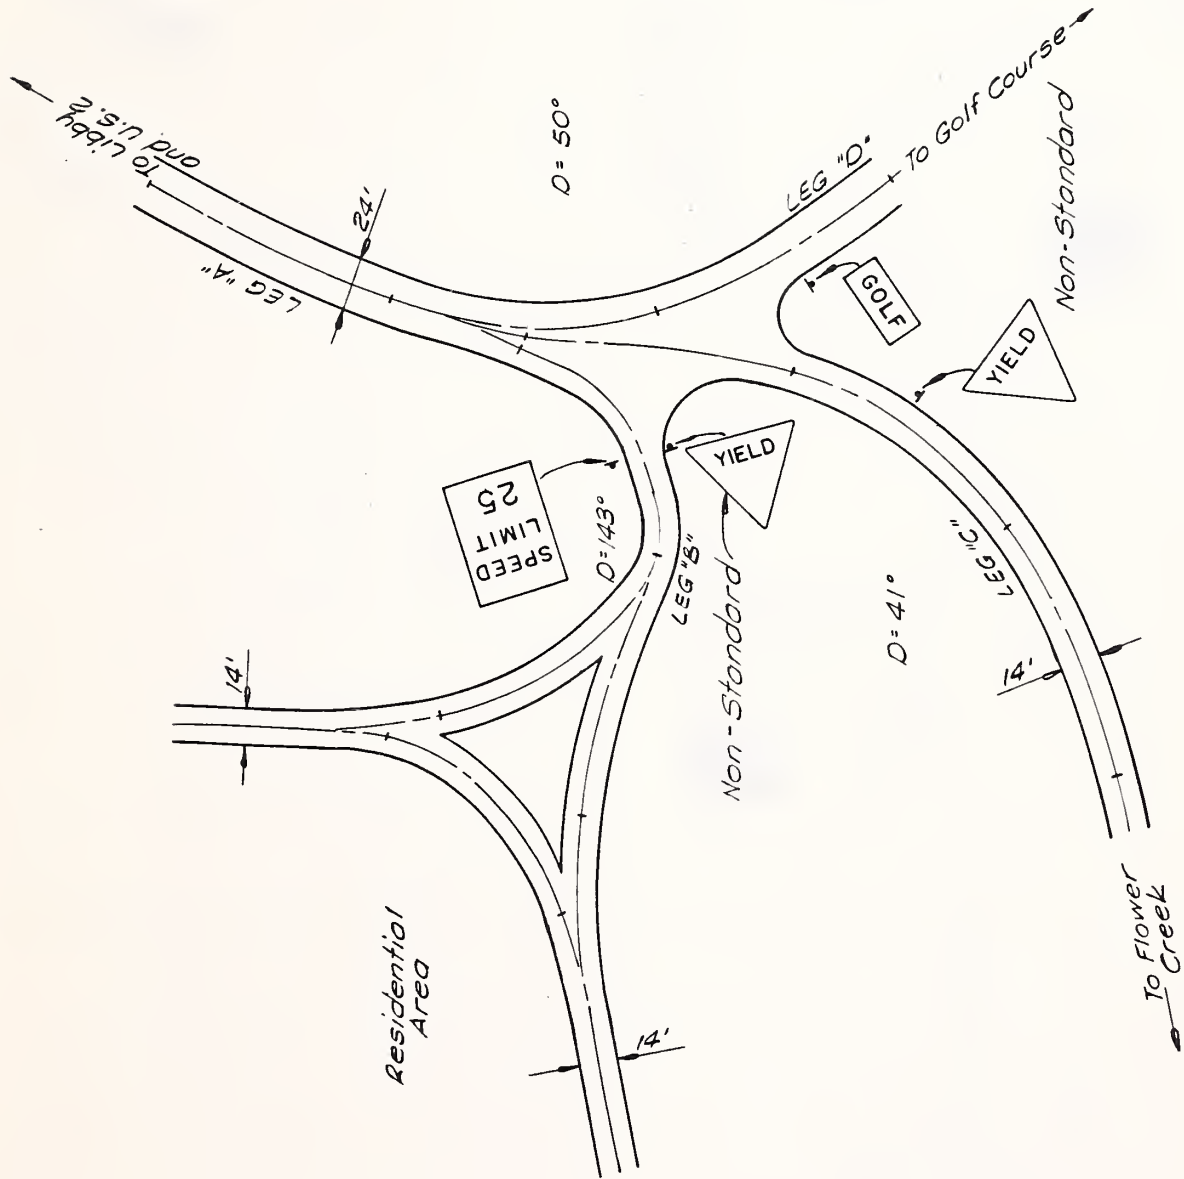 To Libby
and U.S. 2
LEG "A"
24'
D = 50°
LEG "D"
To Golf Course
Non-Standard
GOLF
YIELD
SPEED
LIMIT
25
D=143°
YIELD
LEG "B"
Non-Standard
D= 41°
LEG "C"
14'
14'
Residential
Area
14'
To Flower
Creek